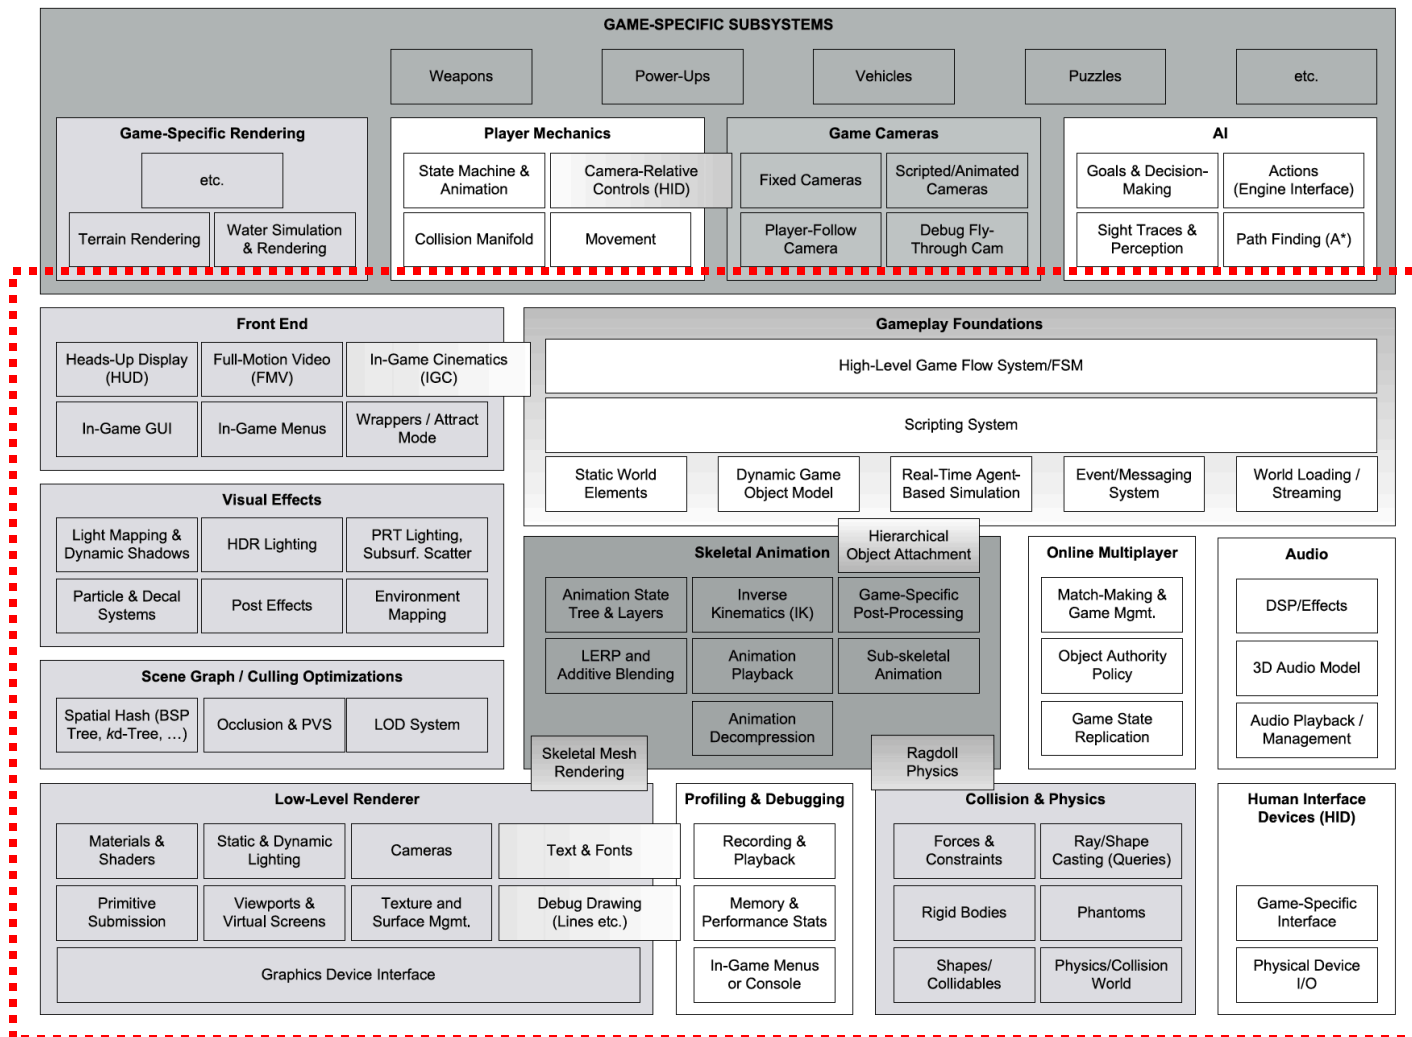 GAME-SPECIFIC SUBSYSTEMS
Weapons
Power-Ups
Vehicles
Puzzles
etc.
Game-Specific Rendering
etc.
Terrain Rendering
Water Simulation
& Rendering
Player Mechanics
State Machine &
Animation
Camera-Relative
Controls (HID)
Collision Manifold
Movement
Game Cameras
Fixed Cameras
Scripted/Animated
Cameras
Player-Follow
Camera
Debug Fly-
Through Cam
AI
Goals & Decision-
Making
Actions
(Engine Interface)
Sight Traces &
Perception
Path Finding (A*)
Front End
Heads-Up Display
(HUD)
Full-Motion Video
(FMV)
In-Game Cinematics
(IGC)
In-Game GUI
In-Game Menus
Wrappers / Attract
Mode
Gameplay Foundations
High-Level Game Flow System/FSM
Scripting System
Static World
Elements
Dynamic Game
Object Model
Real-Time Agent-
Based Simulation
Event/Messaging
System
World Loading /
Streaming
Visual Effects
Light Mapping &
Dynamic Shadows
HDR Lighting
PRT Lighting,
Subsurf. Scatter
Particle & Decal
Systems
Post Effects
Environment
Mapping
Hierarchical
Object Attachment
Skeletal Animation
Animation State
Tree & Layers
Inverse
Kinematics (IK)
Game-Specific
Post-Processing
LERP and
Additive Blending
Animation
Playback
Sub-skeletal
Animation
Animation
Decompression
Online Multiplayer
Match-Making &
Game Mgmt.
Object Authority
Policy
Game State
Replication
Audio
DSP/Effects
3D Audio Model
Audio Playback /
Management
Scene Graph / Culling Optimizations
Spatial Hash (BSP
Tree, kd-Tree, …)
Occlusion & PVS
LOD System
Skeletal Mesh
Rendering
Ragdoll
Physics
Low-Level Renderer
Materials &
Shaders
Static & Dynamic
Lighting
Cameras
Text & Fonts
Primitive
Submission
Viewports &
Virtual Screens
Texture and
Surface Mgmt.
Debug Drawing
(Lines etc.)
Graphics Device Interface
Profiling & Debugging
Recording &
Playback
Memory &
Performance Stats
In-Game Menus
or Console
Collision & Physics
Forces &
Constraints
Ray/Shape
Casting (Queries)
Rigid Bodies
Phantoms
Shapes/
Collidables
Physics/Collision
World
Human Interface
Devices (HID)
Game-Specific
Interface
Physical Device
I/O